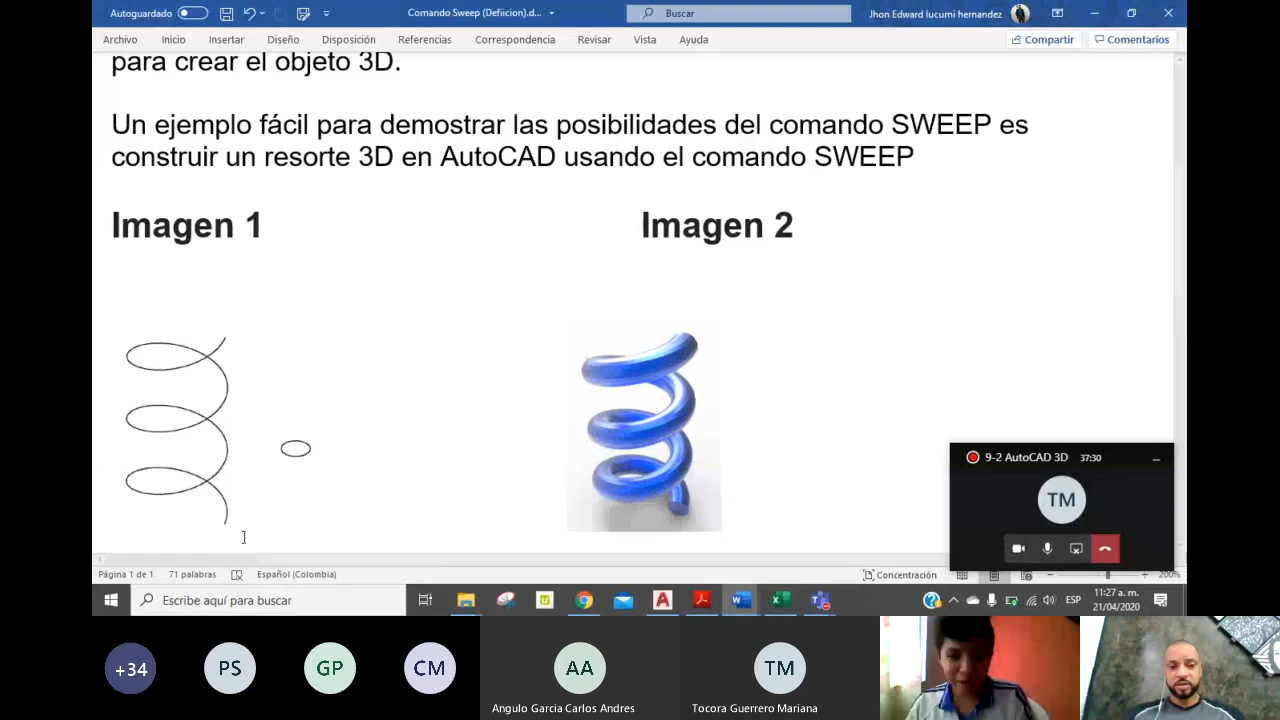 Autoguardado
Comando Sweep (Defiicion).d...
Buscar
Jhon Edward lucumi hernandez
Archivo Inicio Insertar Diseño Disposición Referencias Correspondencia Revisar Vista Ayuda
Compartir Comentarios
para crear el objeto 3D.
Un ejemplo fácil para demostrar las posibilidades del comando SWEEP es
construir un resorte 3D en AutoCAD usando el comando SWEEP
Imagen 1 Imagen 2
9-2 AutoCAD 3D 37:30
TM
Página 1 de 1 71 palabras Español (Colombia) Concentración 200%
Escribe aquí para buscar
ESP
11:27 a. m.
21/04/2020
+34 PS GP CM AA TM
Angulo Garcia Carlos Andres
Tocora Guerrero Mariana